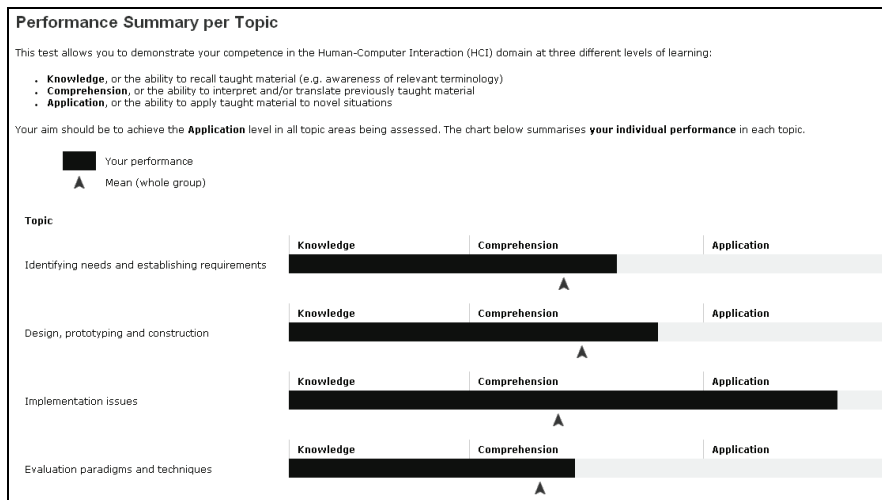 Performance Summary per Topic
This test allows you to demonstrate your competence in the Human-Computer Interaction (HCI) domain at three different levels of learning:
Knowledge, or the ability to recall taught material (e.g. awareness of relevant terminology)
Comprehension, or the ability to interpret and/or translate previously taught material
Application, or the ability to apply taught material to novel situations
Your aim should be to achieve the Application level in all topic areas being assessed. The chart below summarises your individual performance in each topic.
Your performance
Mean (whole group)
Topic
Knowledge Comprehension Application
Identifying needs and establishing requirements
Knowledge Comprehension Application
Design, prototyping and construction
Knowledge Comprehension Application
Implementation issues
Knowledge Comprehension Application
Evaluation paradigms and techniques